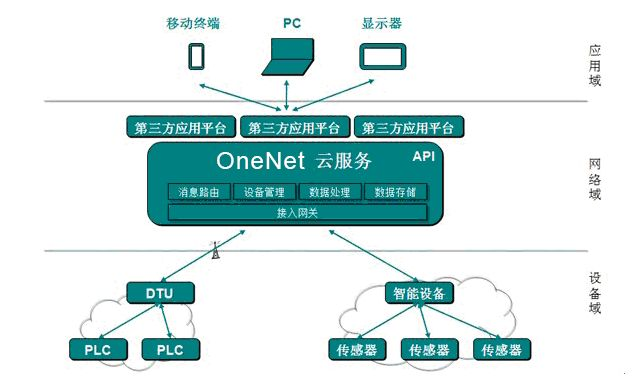 移动终端
PC
显示器
应用域
第三方应用平台
第三方应用平台
第三方应用平台
OneNet 云服务
API
消息路由
设备管理
数据处理
数据存储
接入网关
网络域
DTU
智能设备
设备域
PLC
PLC
传感器
传感器
传感器